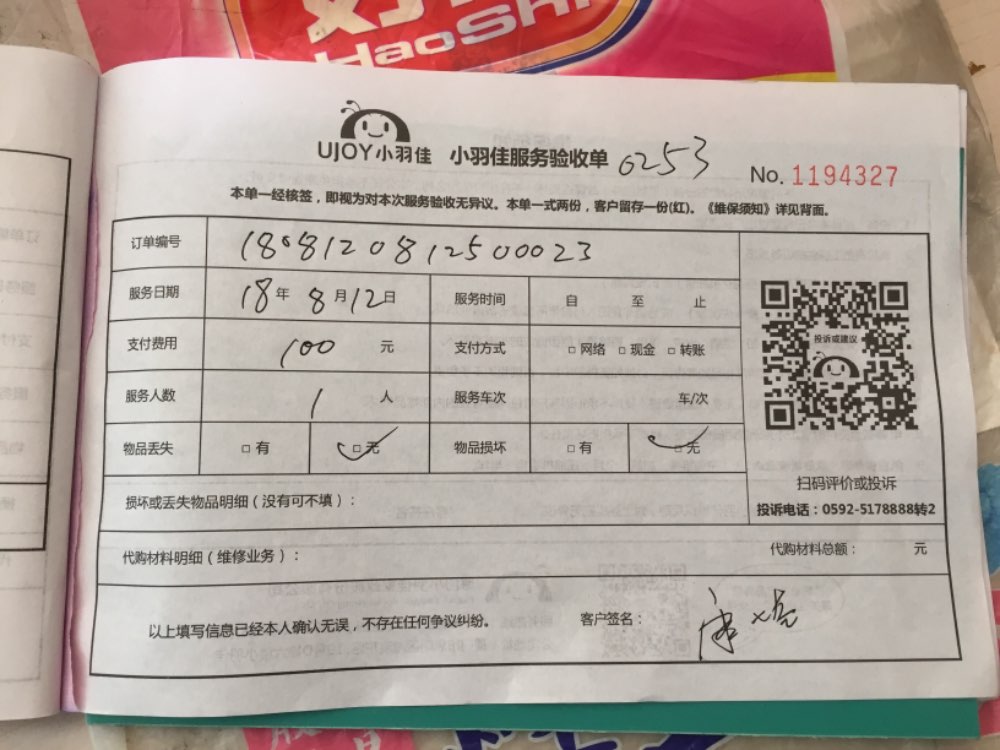 HaoShi
UJOY小羽佳 小羽佳服务验收单 0253
No. 1194327
本单一经核签，即视为对本次服务验收无异议。本单一式两份，客户留存一份(红)。《维保须知》详见背面。
订单编号 180812081250023
服务日期 18年 8月12日 服务时间 自 至 止
支付费用 100 元 支付方式 □网络 □现金 □转账
服务人数 1 人 服务车次 车/次
物品丢失 □有 □无 物品损坏 □有 □无
投诉或建议
扫码评价或投诉
投诉电话：0592-5178888转2
损坏或丢失物品明细（没有可不填）：
代购材料明细（维修业务）： 代购材料总额： 元
以上填写信息已经本人确认无误，不存在任何争议纠纷。 客户签名：